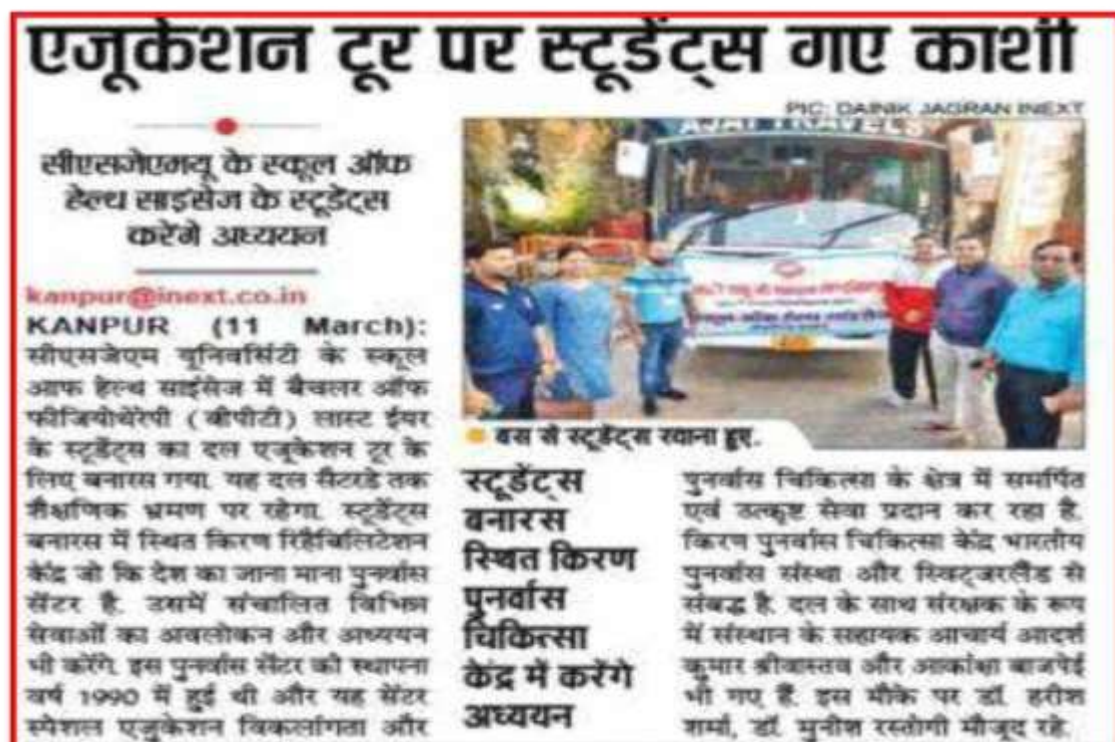 एजूकेशन टूर पर स्टूडेंट्स गए काशी
सीएसजेएमयू के स्कूल ऑफ
हेल्थ साइंसेज के स्टूडेंट्स
करेंगे अध्ययन
kanpur@inext.co.in
KANPUR (11 March):
सीएसजेएम यूनिवर्सिटी के स्कूल
आफ हेल्थ साइंसेज में बैचलर ऑफ
फीजियोथेरेपी (बीपीटी) लास्ट ईयर
के स्टूडेंट्स का दल एजूकेशन टूर के
लिए बनारस गया. यह दल सैटरडे तक
शैक्षणिक भ्रमण पर रहेगा. स्टूडेंट्स
बनारस में स्थित किरण रिहैबिलिटेशन
केंद्र जो कि देश का जाना माना पुनर्वास
सेंटर है. उसमें संचालित विभिन्न
सेवाओं का अवलोकन और अध्ययन
भी करेंगे. इस पुनर्वास सेंटर की स्थापना
वर्ष 1990 में हुई थी और यह सेंटर
स्पेशल एजूकेशन विकलांगता और
PIC: DAINIK JAGRAN INEXT
AJAY TRAVELS
बस से स्टूडेंट्स रवाना हुए.
स्टूडेंट्स
बनारस
स्थित किरण
पुनर्वास
चिकित्सा
केंद्र में करेंगे
अध्ययन
पुनर्वास चिकित्सा के क्षेत्र में समर्पित
एवं उत्कृष्ट सेवा प्रदान कर रहा है.
किरण पुनर्वास चिकित्सा केंद्र भारतीय
पुनर्वास संस्था और स्विट्जरलैंड से
संबद्ध है. दल के साथ संरक्षक के रूप
में संस्थान के सहायक आचार्य आदर्श
कुमार श्रीवास्तव और आकांक्षा बाजपेई
भी गए हैं. इस मौके पर डॉ. हरीश
शर्मा, डॉ. मुनीश रस्तोगी मौजूद रहे.